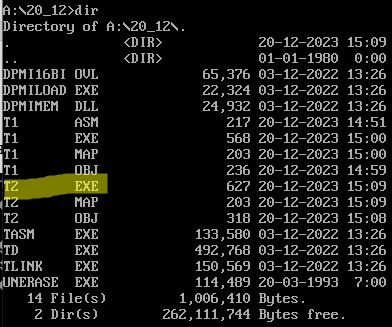 A:\20_12>dir
Directory of A:\20_12\.
. <DIR> 20-12-2023 15:09
.. <DIR> 01-01-1980 0:00
DPMI16BI OVL 65,376 03-12-2022 13:26
DPMILOAD EXE 22,324 03-12-2022 13:26
DPMIMEM DLL 24,932 03-12-2022 13:26
T1 ASM 217 20-12-2023 14:51
T1 EXE 568 20-12-2023 15:00
T1 MAP 203 20-12-2023 15:00
T1 OBJ 236 20-12-2023 14:59
T2 EXE 627 20-12-2023 15:09
T2 MAP 203 20-12-2023 15:09
T2 OBJ 318 20-12-2023 15:08
TASM EXE 133,580 03-12-2022 13:26
TD EXE 492,768 03-12-2022 13:26
TLINK EXE 150,569 03-12-2022 13:26
UNERASE EXE 114,489 20-03-1993 7:00
14 File(s) 1,006,410 Bytes.
2 Dir(s) 262,111,744 Bytes free.